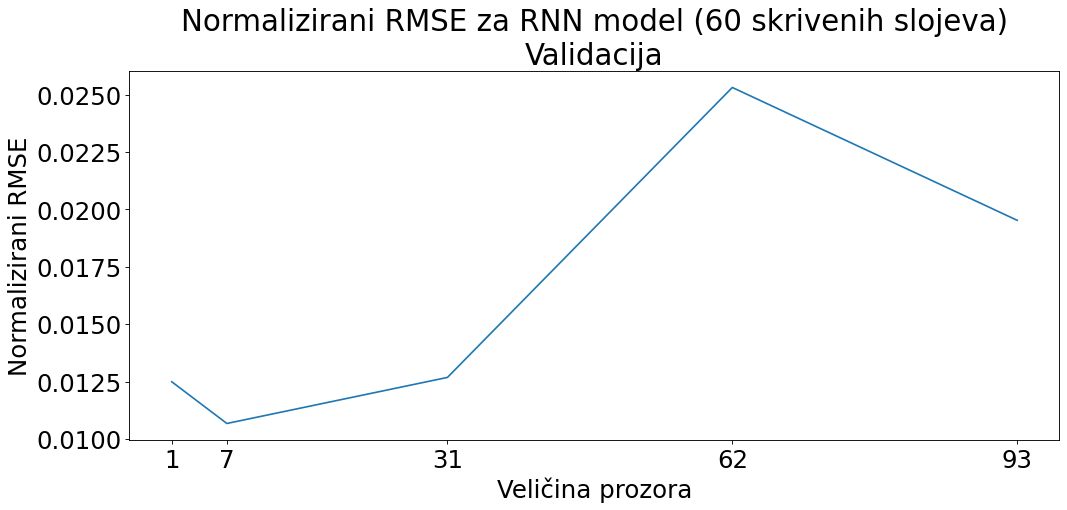 Normalizirani RMSE za RNN model (60 skrivenih slojeva)
Validacija
Normalizirani RMSE
0.0250
0.0225
0.0200
0.0175
0.0150
0.0125
0.0100
1 7 31 62 93
Veličina prozora